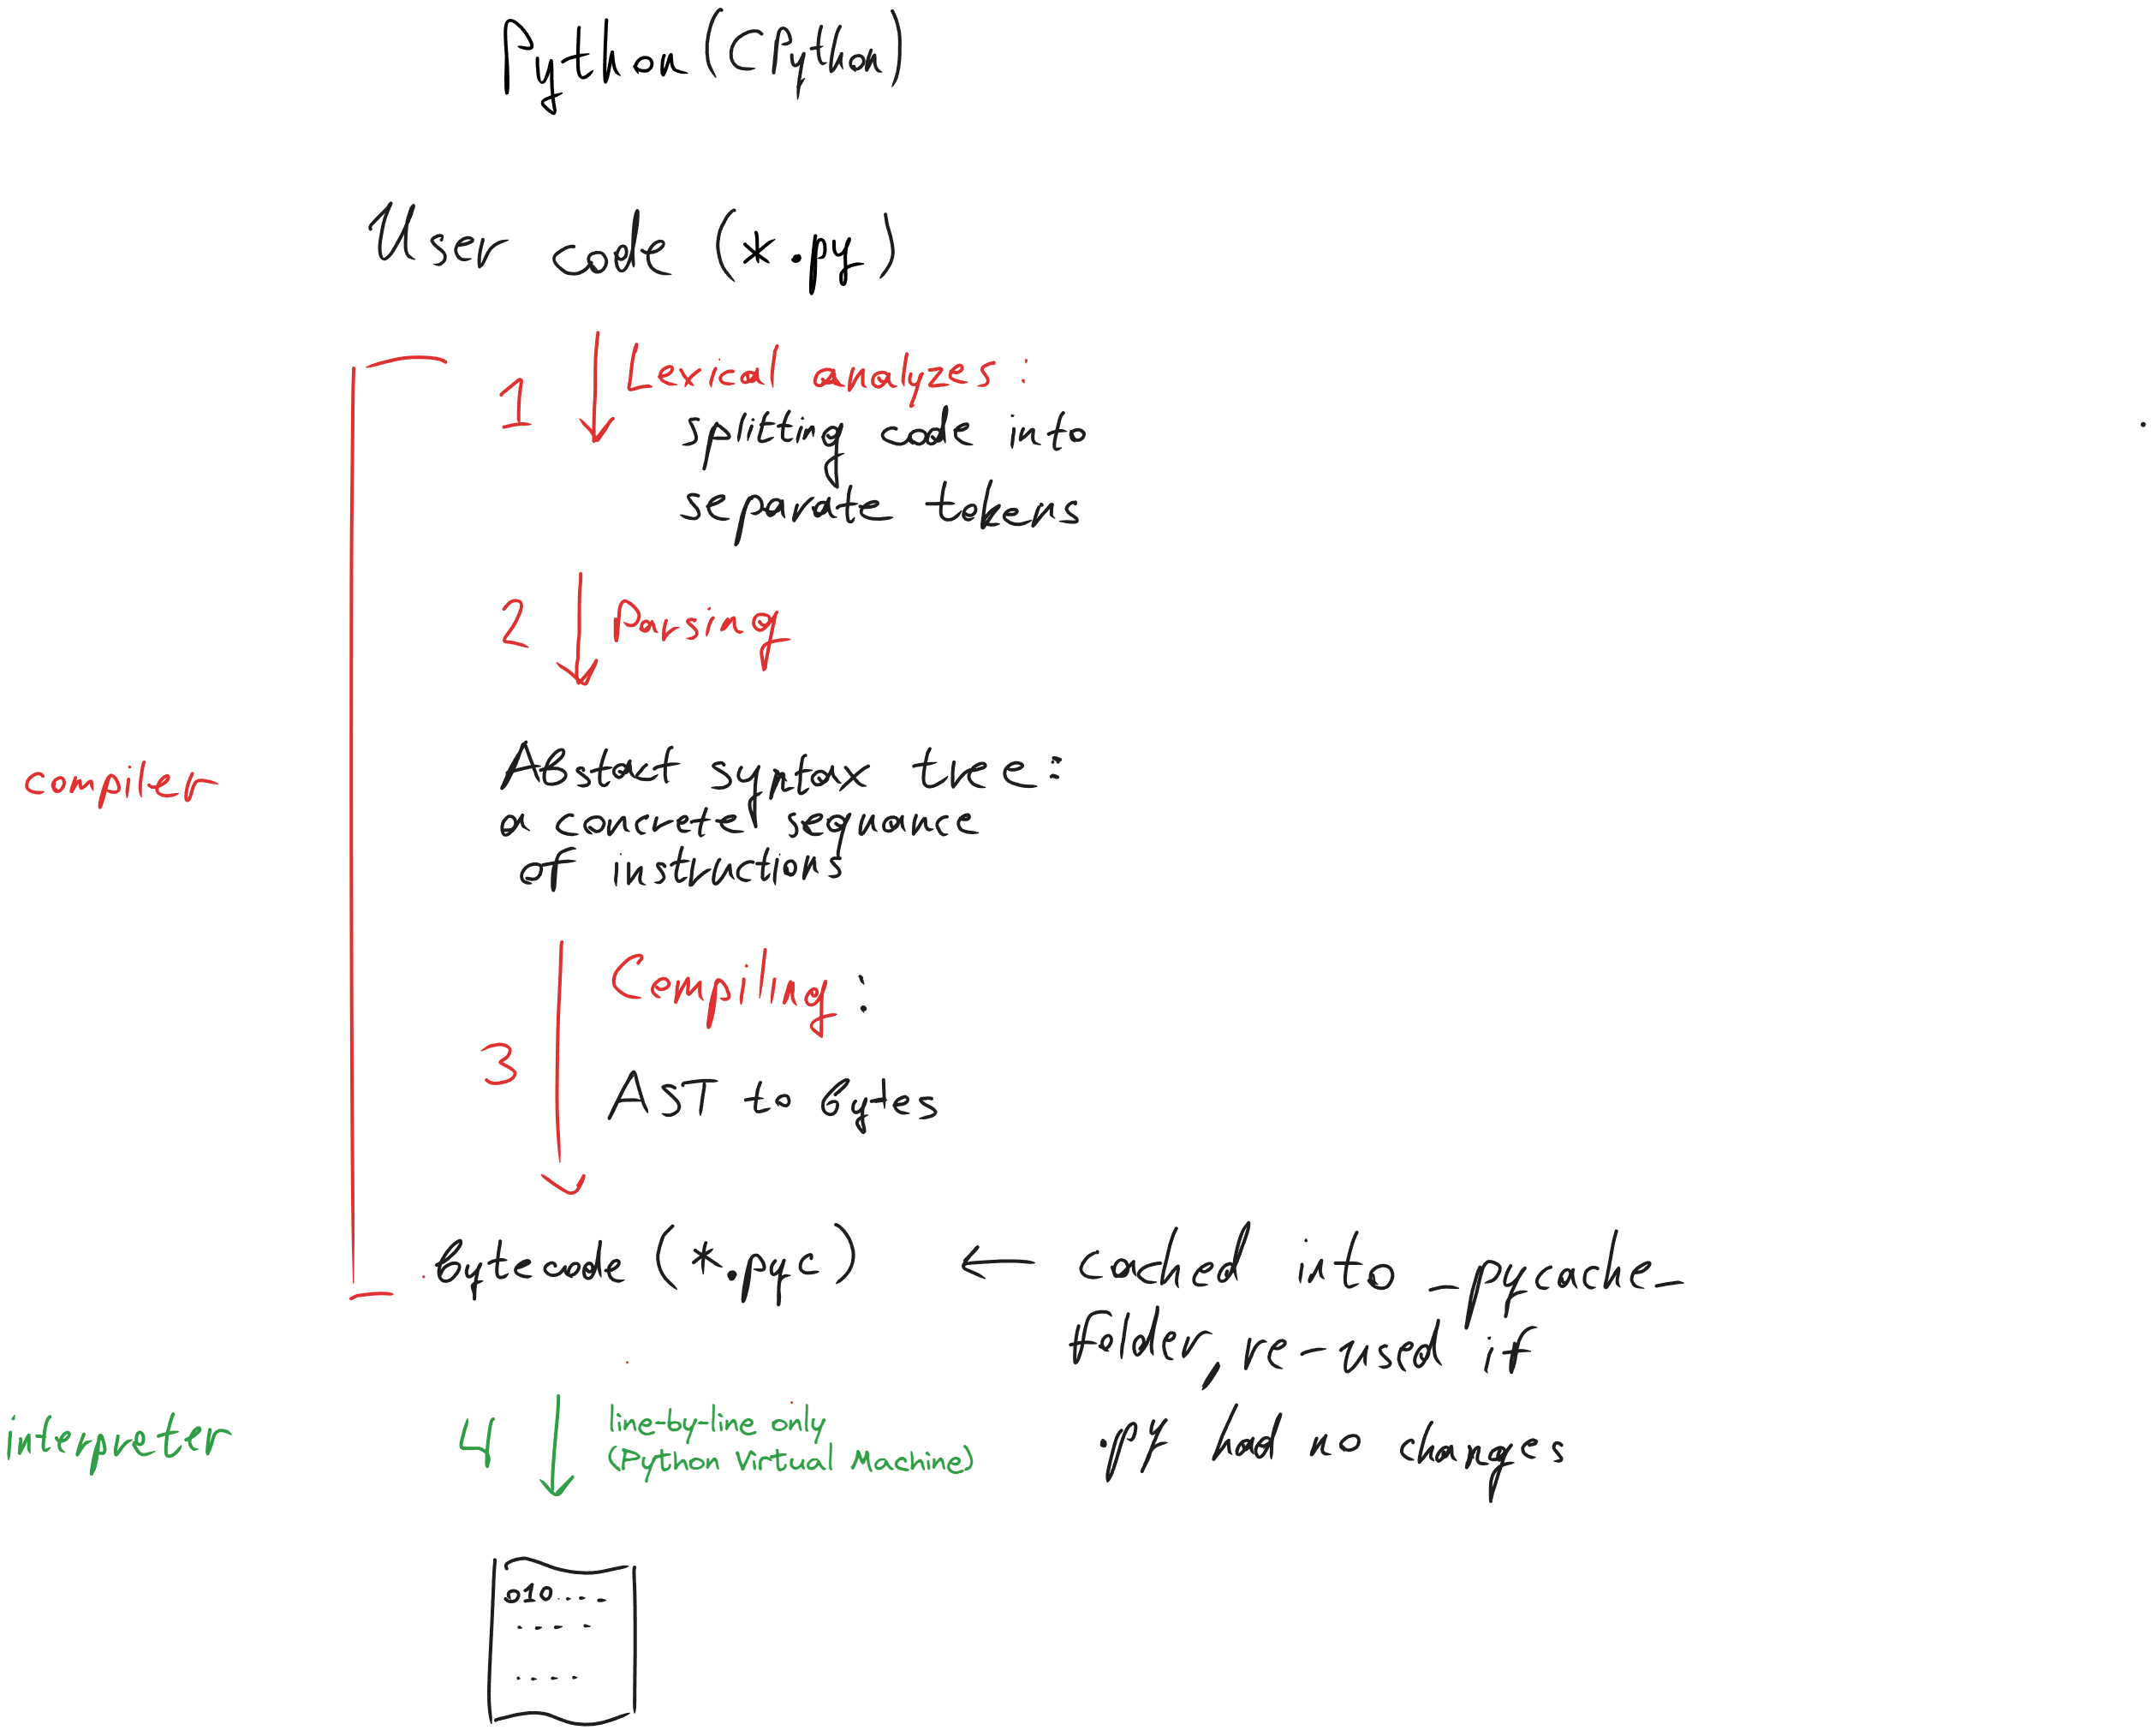 Python (CPython)
User code (*.py)
1 Lexical analyzes:
splitting code into
separate tokens
2 Parsing
compiler
Abstract syntax tree:
a concrete sequance
of instructions
3 Compiling:
AST to bytes
bytecode (*.pyc) ← cached into _pycache_
folder, re-used if
.py had no changes
interpreter
4 line-by-line only
(Python Virtual Machine)
010....